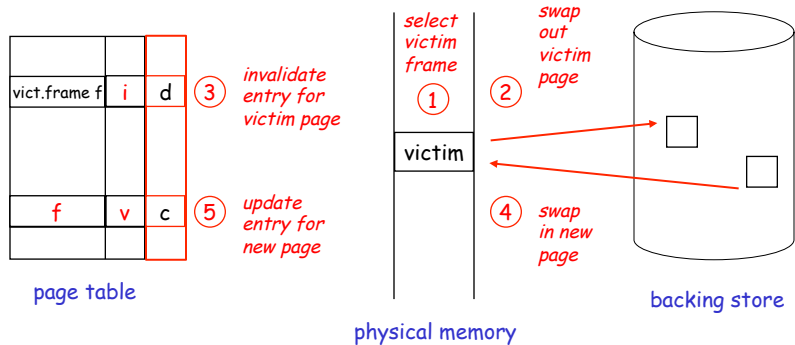 vict.frame f i d
3
invalidate
entry for
victim page
f v c
5
update
entry for
new page
page table
select
victim
frame
1
victim
physical memory
swap
out
victim
page
2
4
swap
in new
page
backing store